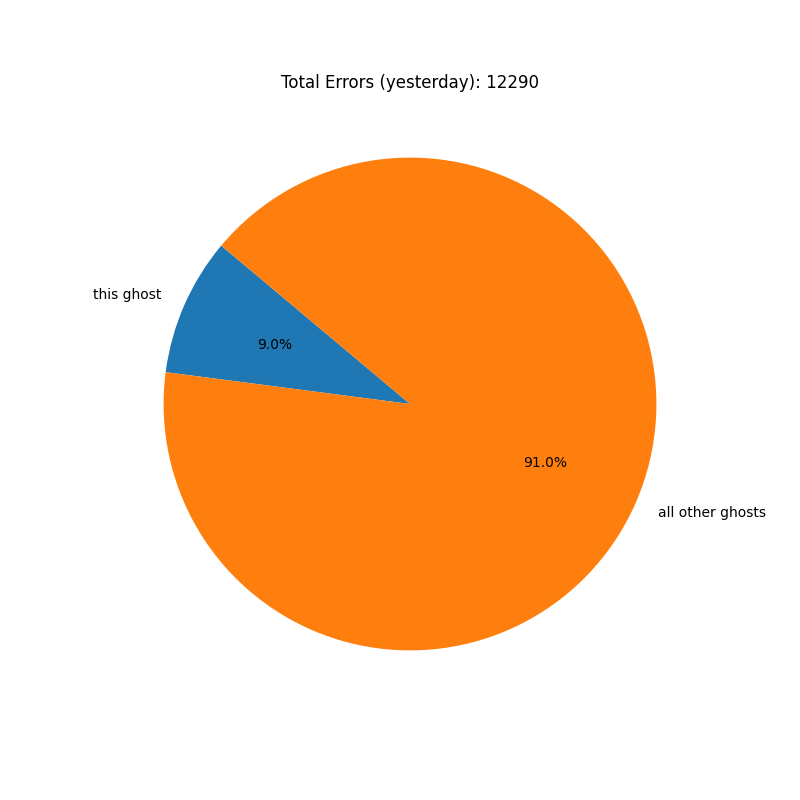 Total Errors (yesterday): 12290
this ghost
9.0%
91.0%
all other ghosts